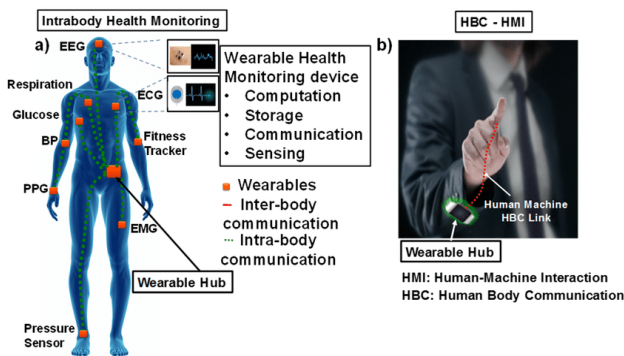 Intrabody Health Monitoring
a)
EEG
Respiration
ECG
Glucose
BP
Fitness
Tracker
PPG
EMG
Pressure
Sensor
Wearable Hub
Wearable Health
Monitoring device
• Computation
• Storage
• Communication
• Sensing
Wearables
Inter-body
communication
Intra-body
communication
HBC - HMI
b)
Human Machine
HBC Link
Wearable Hub
HMI: Human-Machine Interaction
HBC: Human Body Communication